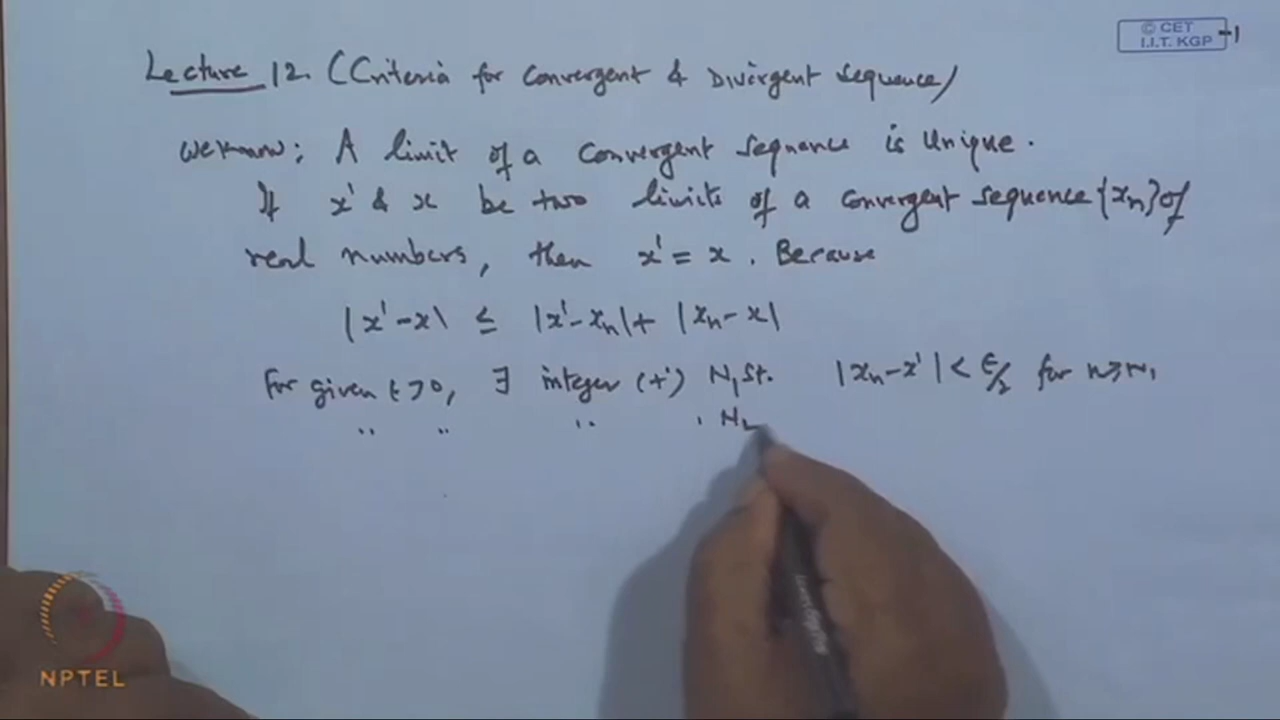 © CET
I.I.T. KGP
-1
Lecture 12. (Criteria for Convergent & Divergent Sequence)
We know: A limit of a Convergent Sequence is Unique.
If x' & x be two limits of a Convergent sequence {xn} of
real numbers, then x' = x. Because
|x'-x| ≤ |x'-xn| + |xn-x|
For given ε>0, ∃ integer (+') N1 St. |xn-x'| < ε/2 for n≥N1
.. .. .. . N2
NPTEL